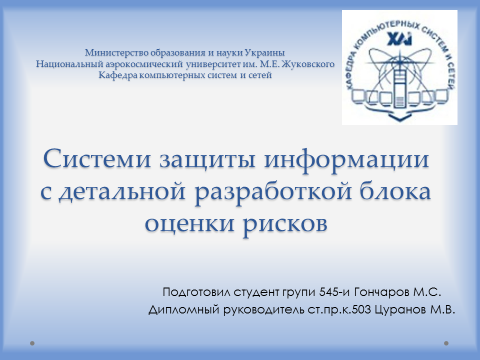 Министерство образования и науки Украины
Национальный аэрокосмический университет им. М.Е. Жуковского
Кафедра компьютерных систем и сетей
КАФЕДРА КОМПЬЮТЕРНЫХ СИСТЕМ И СЕТЕЙ
ХАІ
Системи защиты информации
с детальной разработкой блока
оценки рисков
Подготовил студент групи 545-и Гончаров М.С.
Дипломный руководитель ст.пр.к.503 Цуранов М.В.